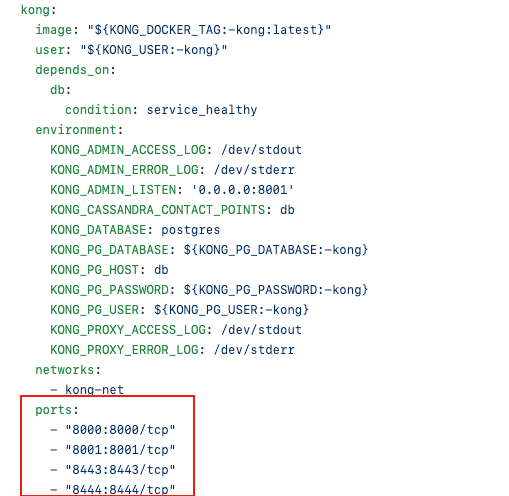 kong:
  image: "${KONG_DOCKER_TAG:-kong:latest}"
  user: "${KONG_USER:-kong}"
  depends_on:
    db:
      condition: service_healthy
  environment:
    KONG_ADMIN_ACCESS_LOG: /dev/stdout
    KONG_ADMIN_ERROR_LOG: /dev/stderr
    KONG_ADMIN_LISTEN: '0.0.0.0:8001'
    KONG_CASSANDRA_CONTACT_POINTS: db
    KONG_DATABASE: postgres
    KONG_PG_DATABASE: ${KONG_PG_DATABASE:-kong}
    KONG_PG_HOST: db
    KONG_PG_PASSWORD: ${KONG_PG_PASSWORD:-kong}
    KONG_PG_USER: ${KONG_PG_USER:-kong}
    KONG_PROXY_ACCESS_LOG: /dev/stdout
    KONG_PROXY_ERROR_LOG: /dev/stderr
  networks:
    - kong-net
  ports:
    - "8000:8000/tcp"
    - "8001:8001/tcp"
    - "8443:8443/tcp"
    - "8444:8444/tcp"